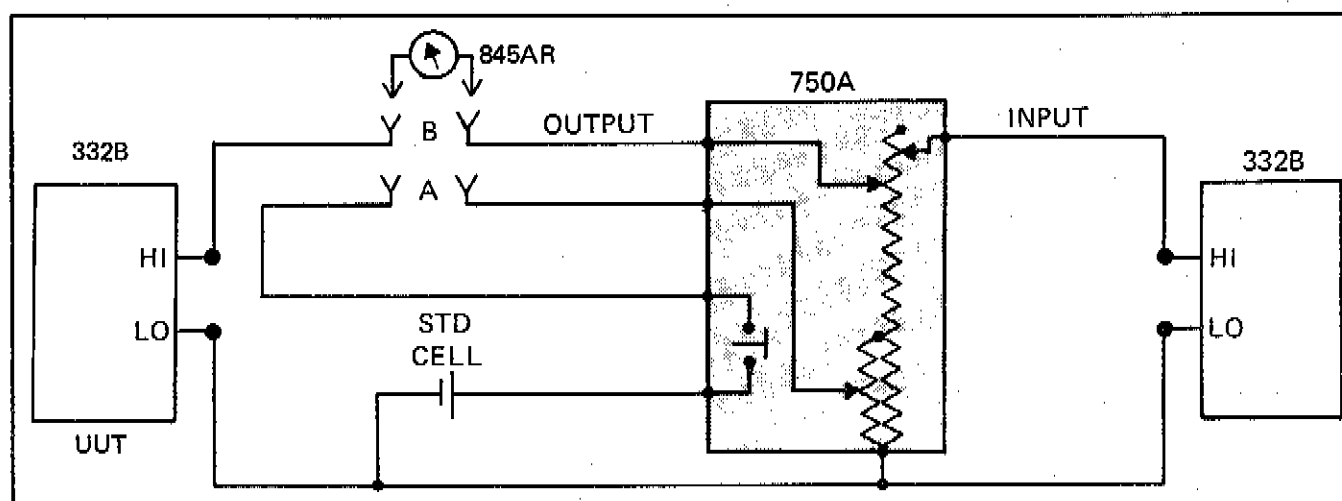 845AR
750A
B
OUTPUT
INPUT
332B
332B
A
HI
HI
LO
LO
STD
CELL
UUT